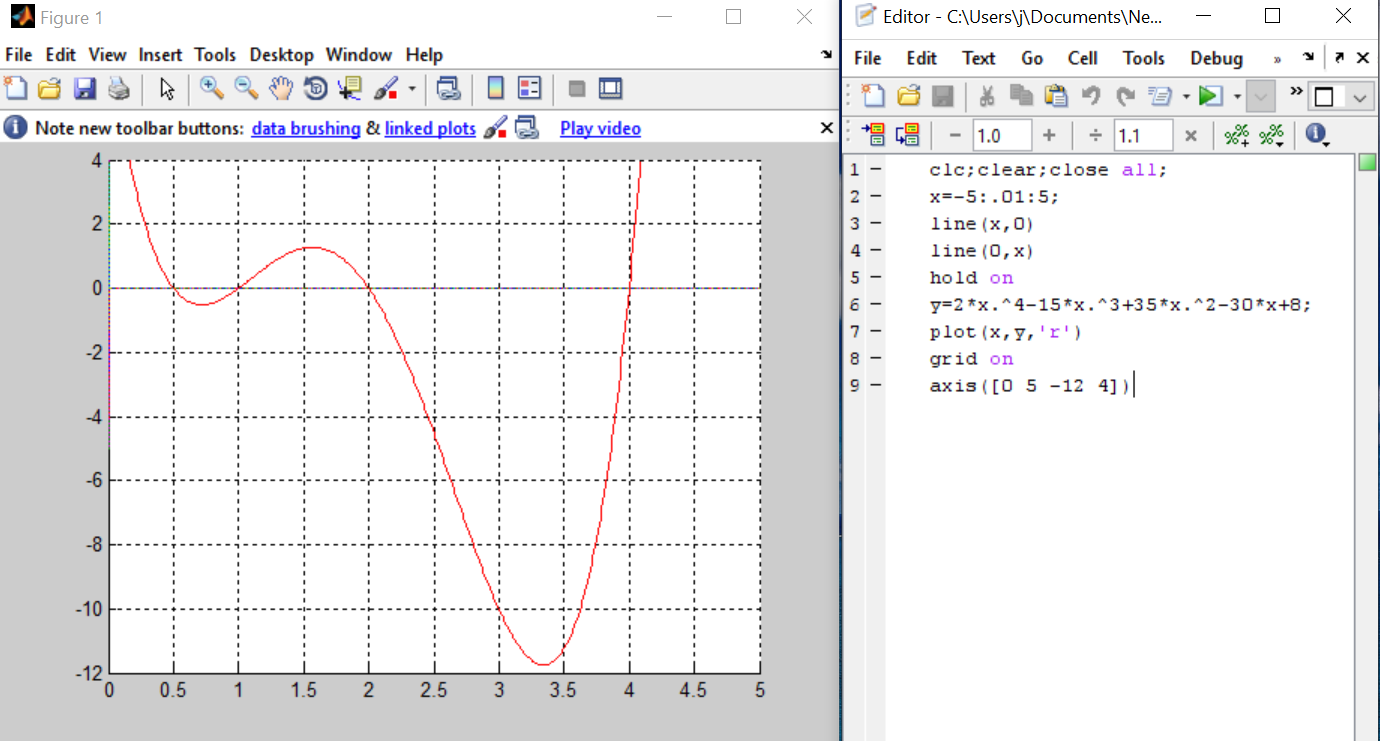 Figure 1
File Edit View Insert Tools Desktop Window Help
Note new toolbar buttons: data brushing & linked plots Play video
4
2
0
-2
-4
-6
-8
-10
-12
0 0.5 1 1.5 2 2.5 3 3.5 4 4.5 5
Editor - C:\Users\j\Documents\Ne...
File Edit Text Go Cell Tools Debug »
»
− 1.0 + ÷ 1.1 ×
1 − clc;clear;close all;
2 − x=-5:.01:5;
3 − line(x,0)
4 − line(0,x)
5 − hold on
6 − y=2*x.^4-15*x.^3+35*x.^2-30*x+8;
7 − plot(x,y,'r')
8 − grid on
9 − axis([0 5 -12 4])